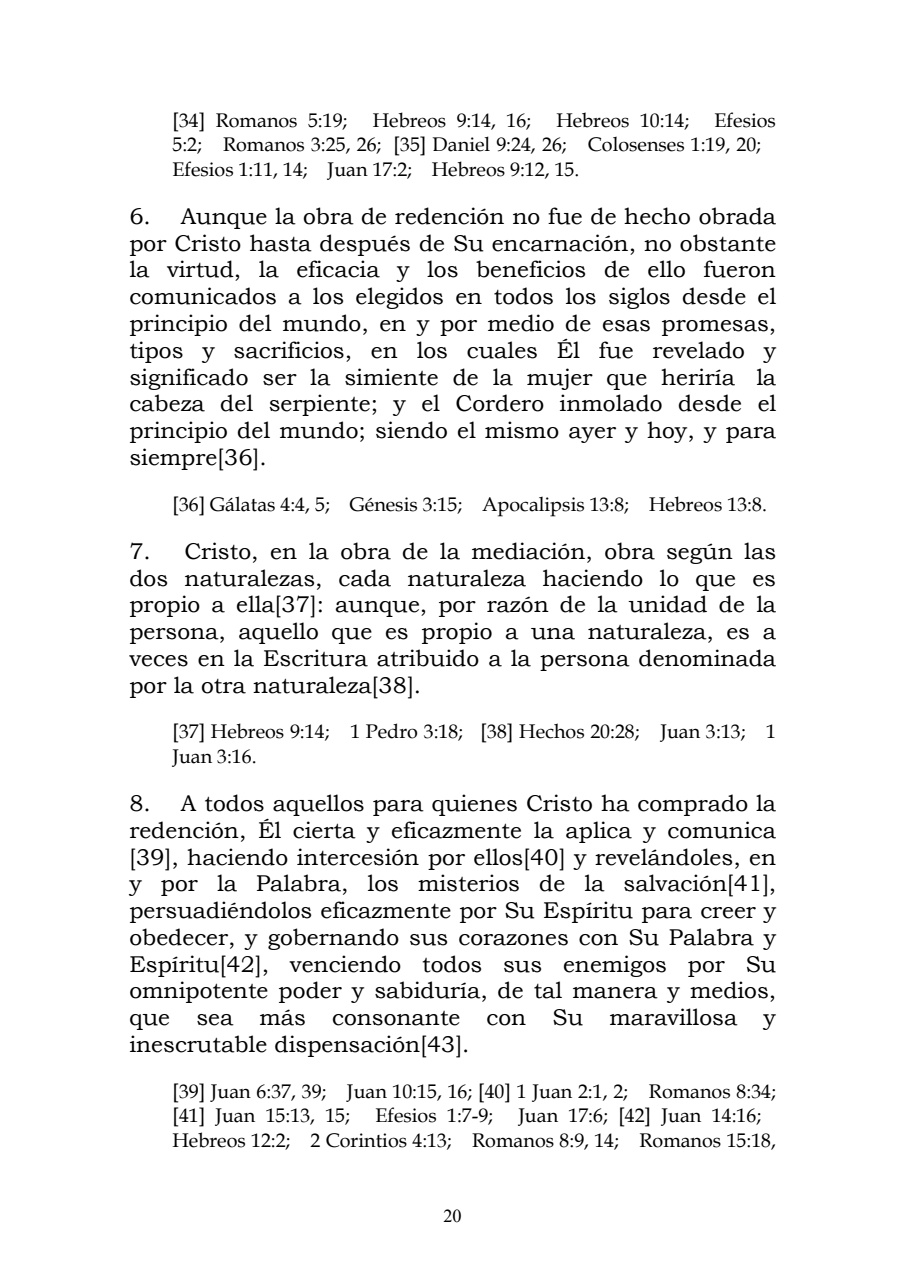 [34] Romanos 5:19; Hebreos 9:14, 16; Hebreos 10:14; Efesios
5:2; Romanos 3:25, 26; [35] Daniel 9:24, 26; Colosenses 1:19, 20;
Efesios 1:11, 14; Juan 17:2; Hebreos 9:12, 15.
6. Aunque la obra de redención no fue de hecho obrada
por Cristo hasta después de Su encarnación, no obstante
la virtud, la eficacia y los beneficios de ello fueron
comunicados a los elegidos en todos los siglos desde el
principio del mundo, en y por medio de esas promesas,
tipos y sacrificios, en los cuales Él fue revelado y
significado ser la simiente de la mujer que heriría la
cabeza del serpiente; y el Cordero inmolado desde el
principio del mundo; siendo el mismo ayer y hoy, y para
siempre[36].
[36] Gálatas 4:4, 5; Génesis 3:15; Apocalipsis 13:8; Hebreos 13:8.
7. Cristo, en la obra de la mediación, obra según las
dos naturalezas, cada naturaleza haciendo lo que es
propio a ella[37]: aunque, por razón de la unidad de la
persona, aquello que es propio a una naturaleza, es a
veces en la Escritura atribuido a la persona denominada
por la otra naturaleza[38].
[37] Hebreos 9:14; 1 Pedro 3:18; [38] Hechos 20:28; Juan 3:13; 1
Juan 3:16.
8. A todos aquellos para quienes Cristo ha comprado la
redención, Él cierta y eficazmente la aplica y comunica
[39], haciendo intercesión por ellos[40] y revelándoles, en
y por la Palabra, los misterios de la salvación[41],
persuadiéndolos eficazmente por Su Espíritu para creer y
obedecer, y gobernando sus corazones con Su Palabra y
Espíritu[42], venciendo todos sus enemigos por Su
omnipotente poder y sabiduría, de tal manera y medios,
que sea más consonante con Su maravillosa y
inescrutable dispensación[43].
[39] Juan 6:37, 39; Juan 10:15, 16; [40] 1 Juan 2:1, 2; Romanos 8:34;
[41] Juan 15:13, 15; Efesios 1:7-9; Juan 17:6; [42] Juan 14:16;
Hebreos 12:2; 2 Corintios 4:13; Romanos 8:9, 14; Romanos 15:18,
20